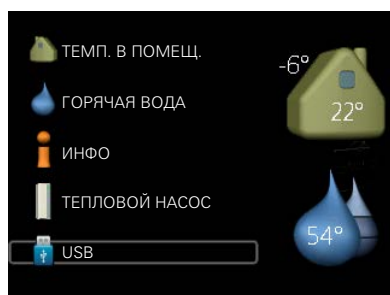 ТЕМП. В ПОМЕЩ.
ГОРЯЧАЯ ВОДА
ИНФО
ТЕПЛОВОЙ НАСОС
USB
-6°
22°
54°